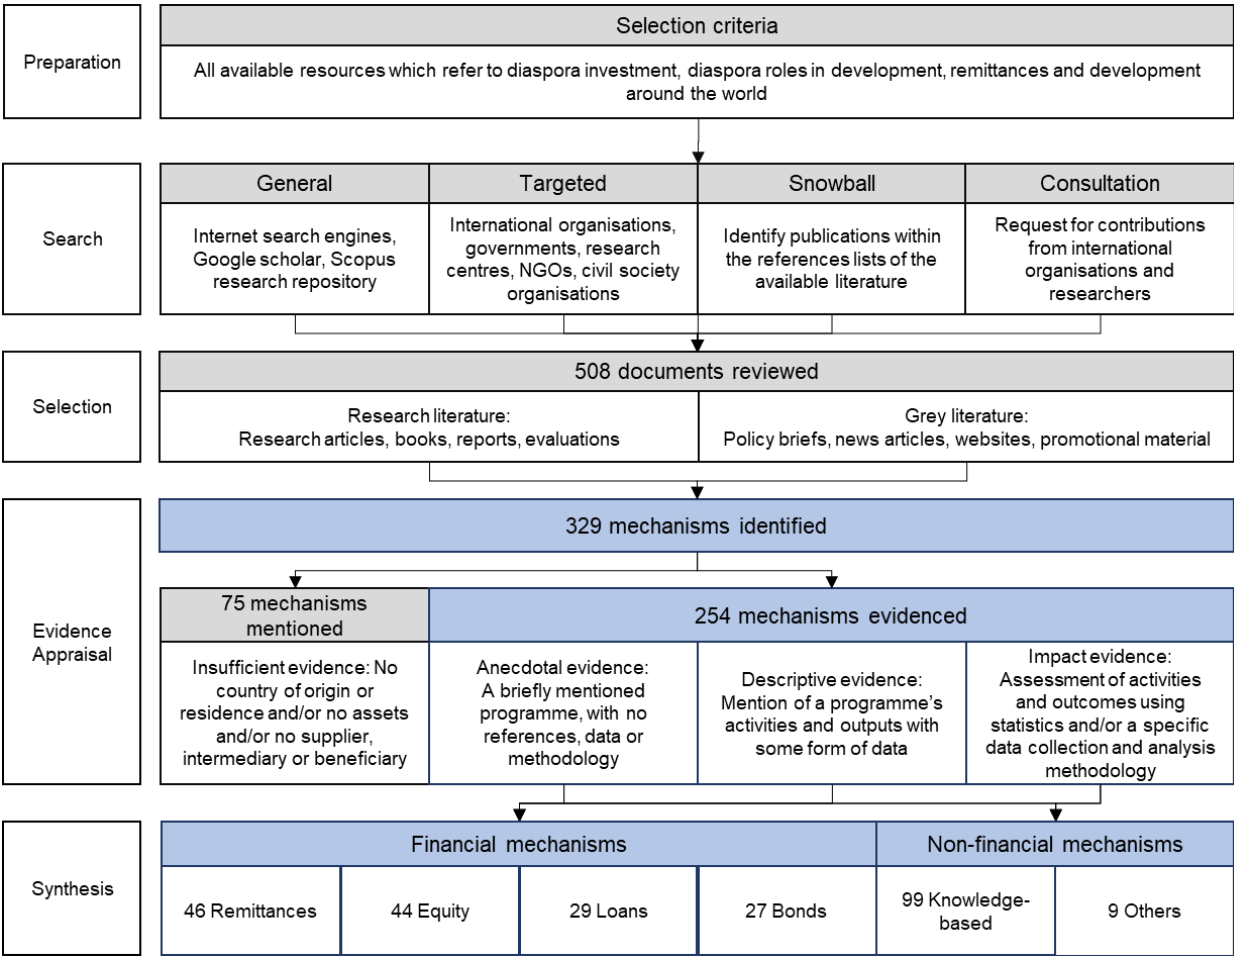 Preparation
Selection criteria
All available resources which refer to diaspora investment, diaspora roles in development, remittances and development
around the world
Search
General
Internet search engines,
Google scholar, Scopus
research repository
Targeted
International organisations,
governments, research
centres, NGOs, civil society
organisations
Snowball
Identify publications within
the references lists of the
available literature
Consultation
Request for contributions
from international
organisations and
researchers
Selection
508 documents reviewed
Research literature:
Research articles, books, reports, evaluations
Grey literature:
Policy briefs, news articles, websites, promotional material
Evidence
Appraisal
329 mechanisms identified
75 mechanisms
mentioned
Insufficient evidence: No
country of origin or
residence and/or no assets
and/or no supplier,
intermediary or beneficiary
254 mechanisms evidenced
Anecdotal evidence:
A briefly mentioned
programme, with no
references, data or
methodology
Descriptive evidence:
Mention of a programme’s
activities and outputs with
some form of data
Impact evidence:
Assessment of activities
and outcomes using
statistics and/or a specific
data collection and analysis
methodology
Synthesis
Financial mechanisms
46 Remittances
44 Equity
29 Loans
27 Bonds
Non-financial mechanisms
99 Knowledge-
based
9 Others